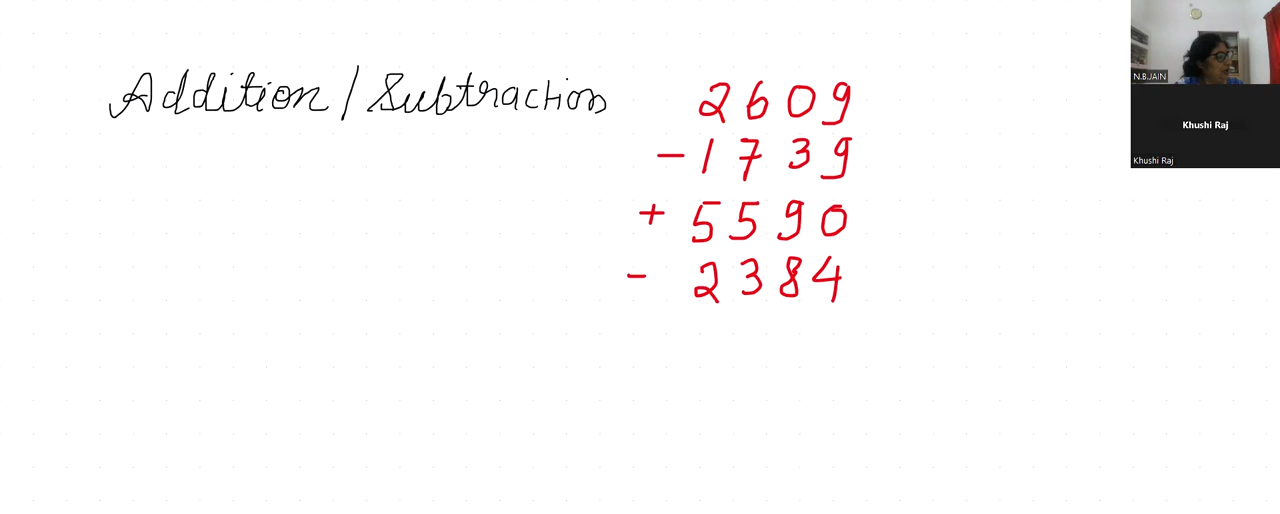 Addition / Subtraction
2609
- 1739
+ 5590
- 2384
N.B.JAIN
Khushi Raj
Khushi Raj